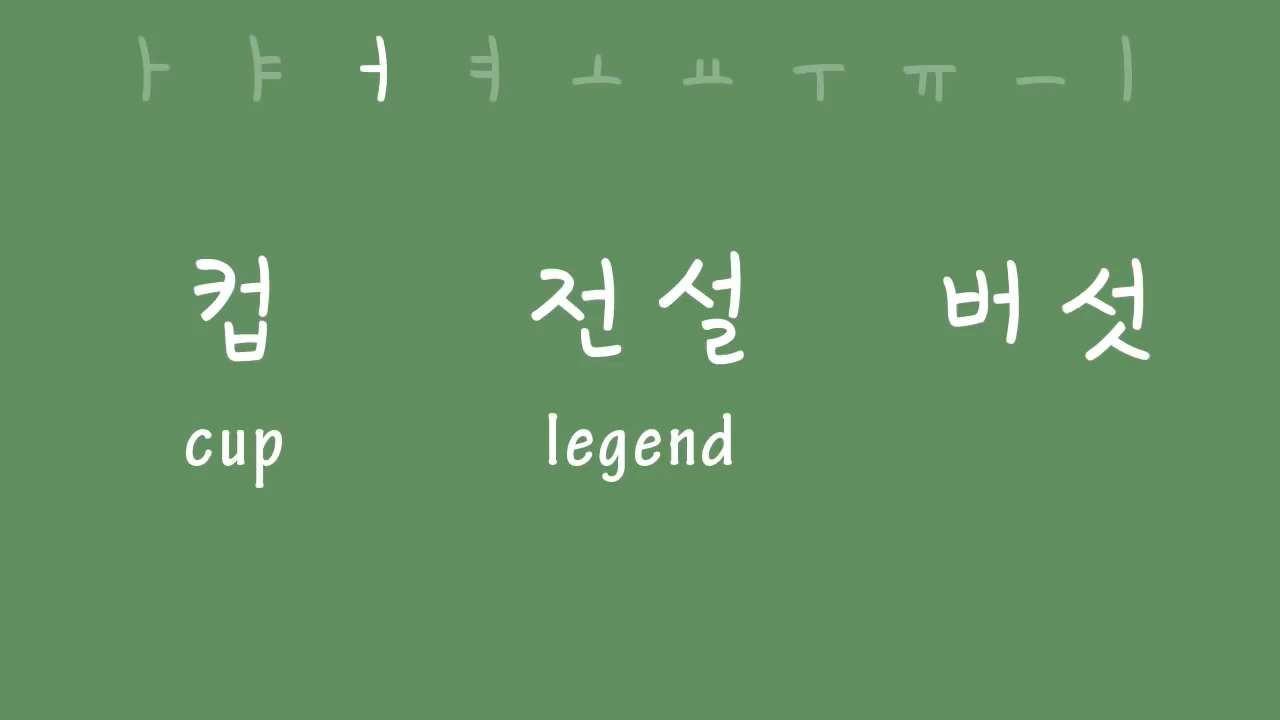 ㅏ ㅑ ㅓ ㅕ ㅗ ㅛ ㅜ ㅠ ㅡ ㅣ
컵 전설 버섯
cup legend